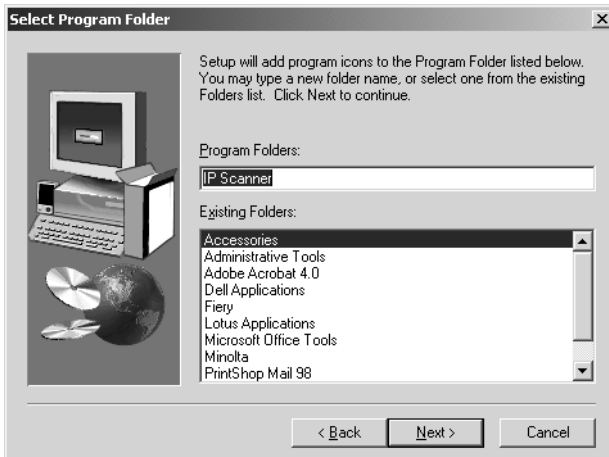 Select Program Folder
Setup will add program icons to the Program Folder listed below.
You may type a new folder name, or select one from the existing
Folders list. Click Next to continue.
Program Folders:
IP Scanner
Existing Folders:
Accessories
Administrative Tools
Adobe Acrobat 4.0
Dell Applications
Fiery
Lotus Applications
Microsoft Office Tools
Minolta
PrintShop Mail 98
< Back
Next >
Cancel